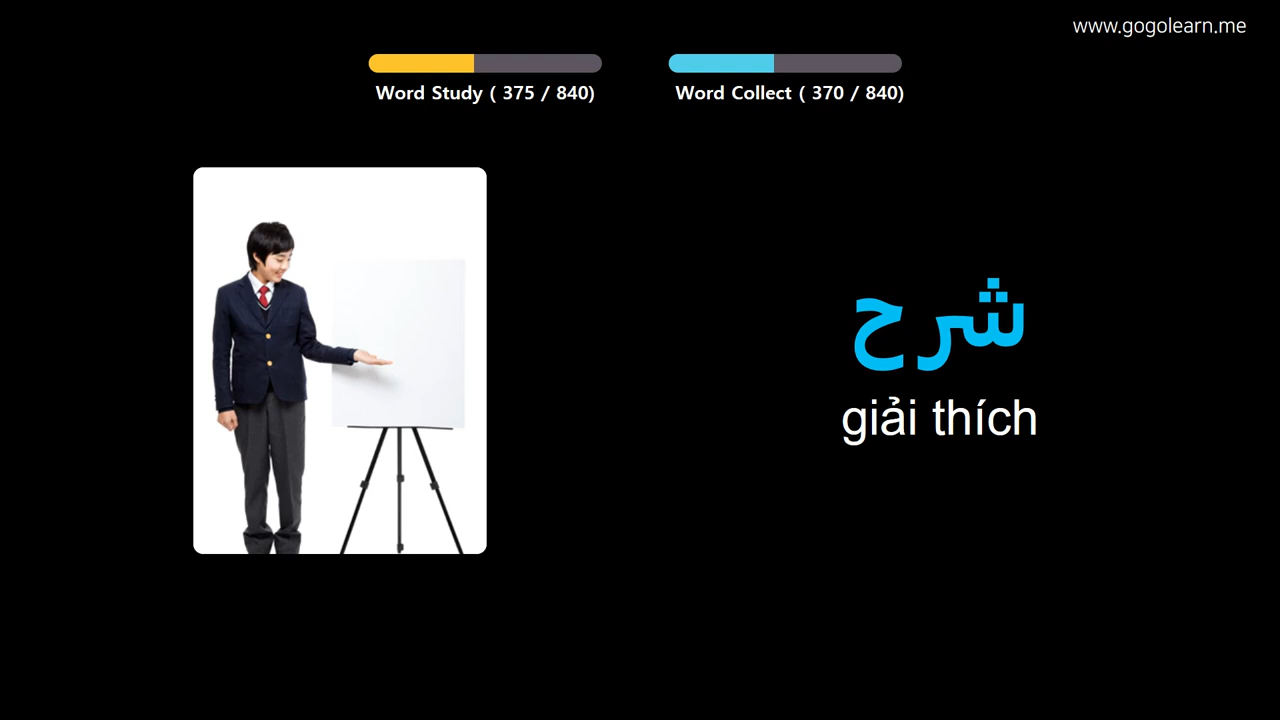 www.gogolearn.me
Word Study ( 375 / 840)
Word Collect ( 370 / 840)
شرح
giải thích